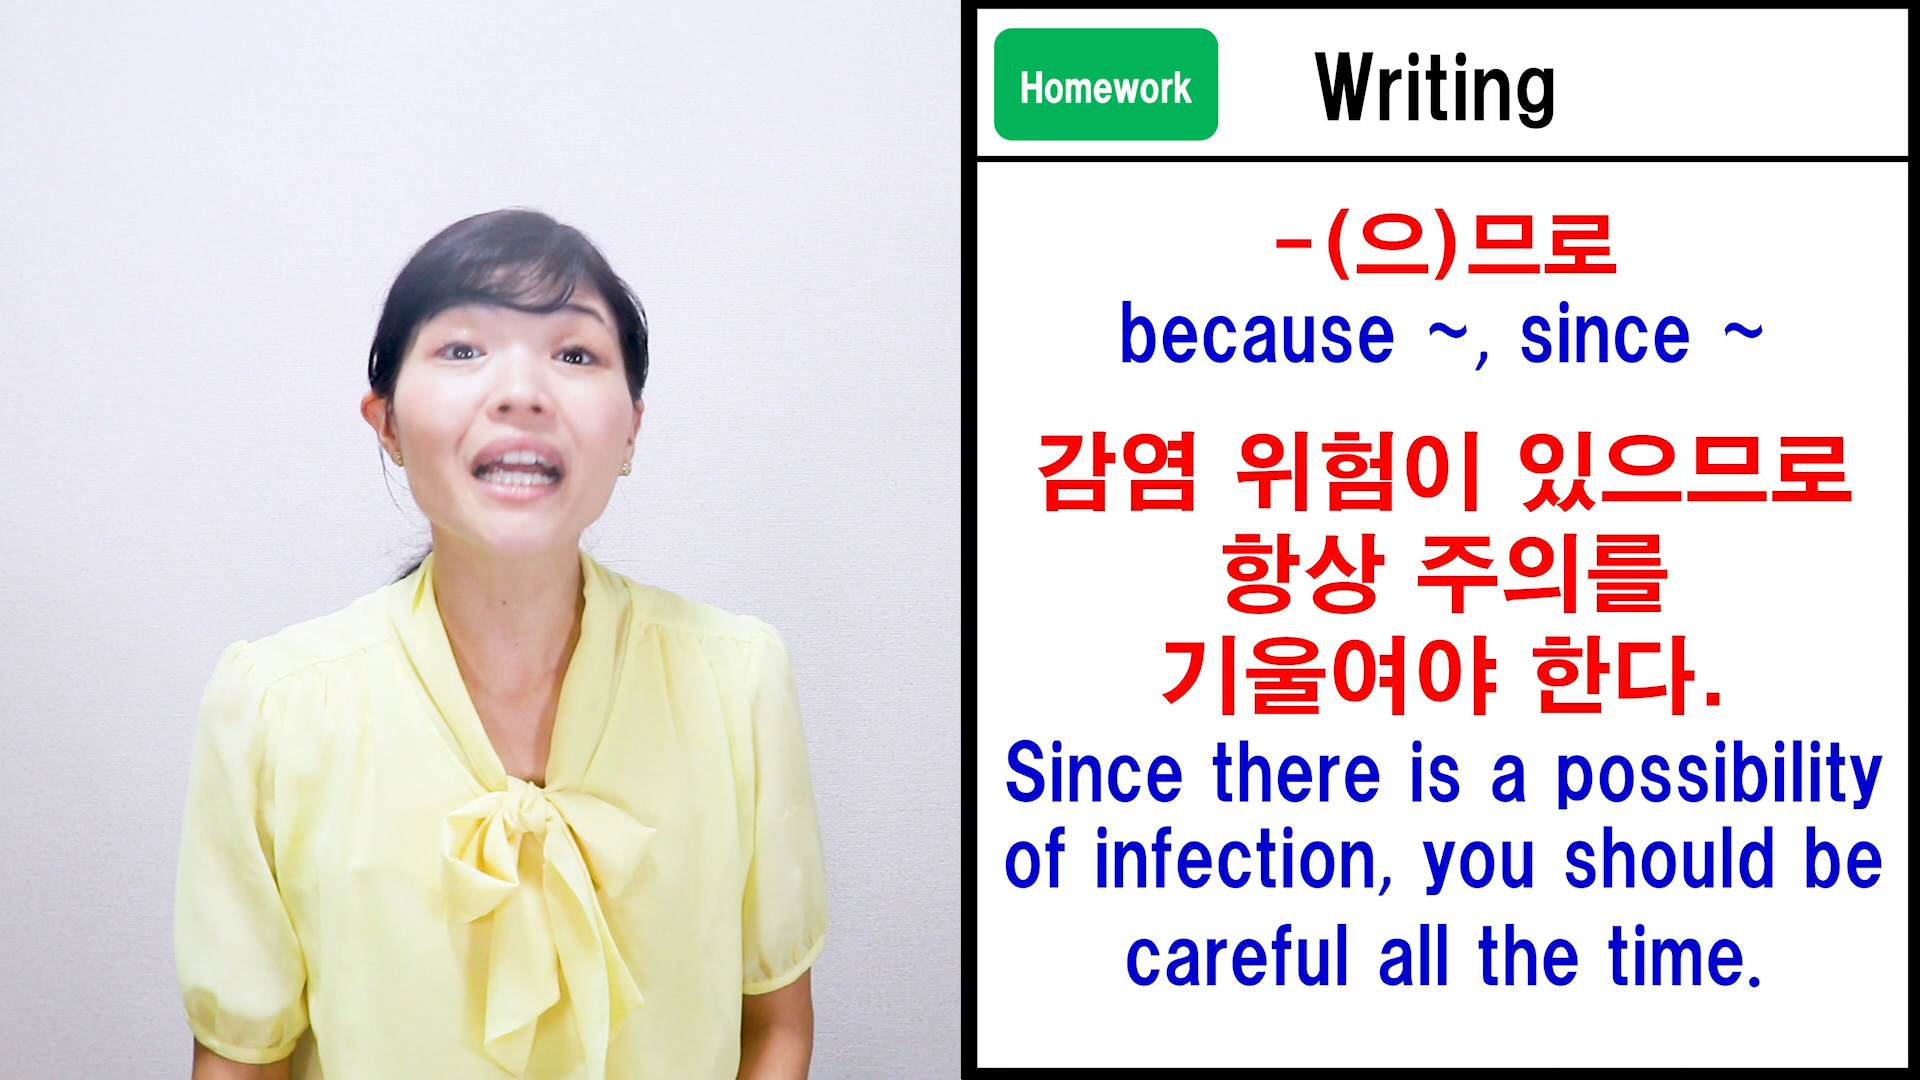 Homework
Writing
-(으)므로
because ~, since ~
감염 위험이 있으므로
항상 주의를
기울여야 한다.
Since there is a possibility
of infection, you should be
careful all the time.